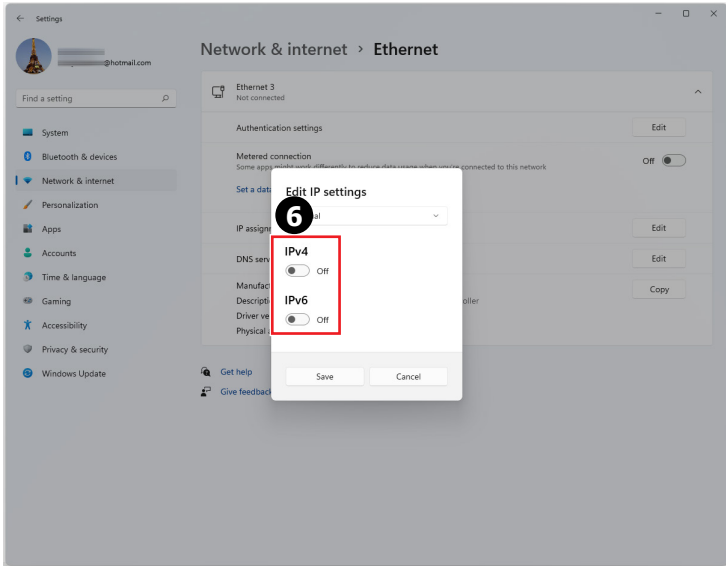 Settings
@hotmail.com
Find a setting
System
Bluetooth & devices
Network & internet
Personalization
Apps
Accounts
Time & language
Gaming
Accessibility
Privacy & security
Windows Update
Network & internet > Ethernet
Ethernet 3
Not connected
Authentication settings
Edit
Metered connection
Some apps might work differently to reduce data usage when you're connected to this network
Off
Set a data
IP assign
Edit
DNS serv
Edit
Manufac
Copy
Descripti
oller
Driver ve
Physical
Get help
Give feedback
Edit IP settings
6
al
IPv4
Off
IPv6
Off
Save
Cancel